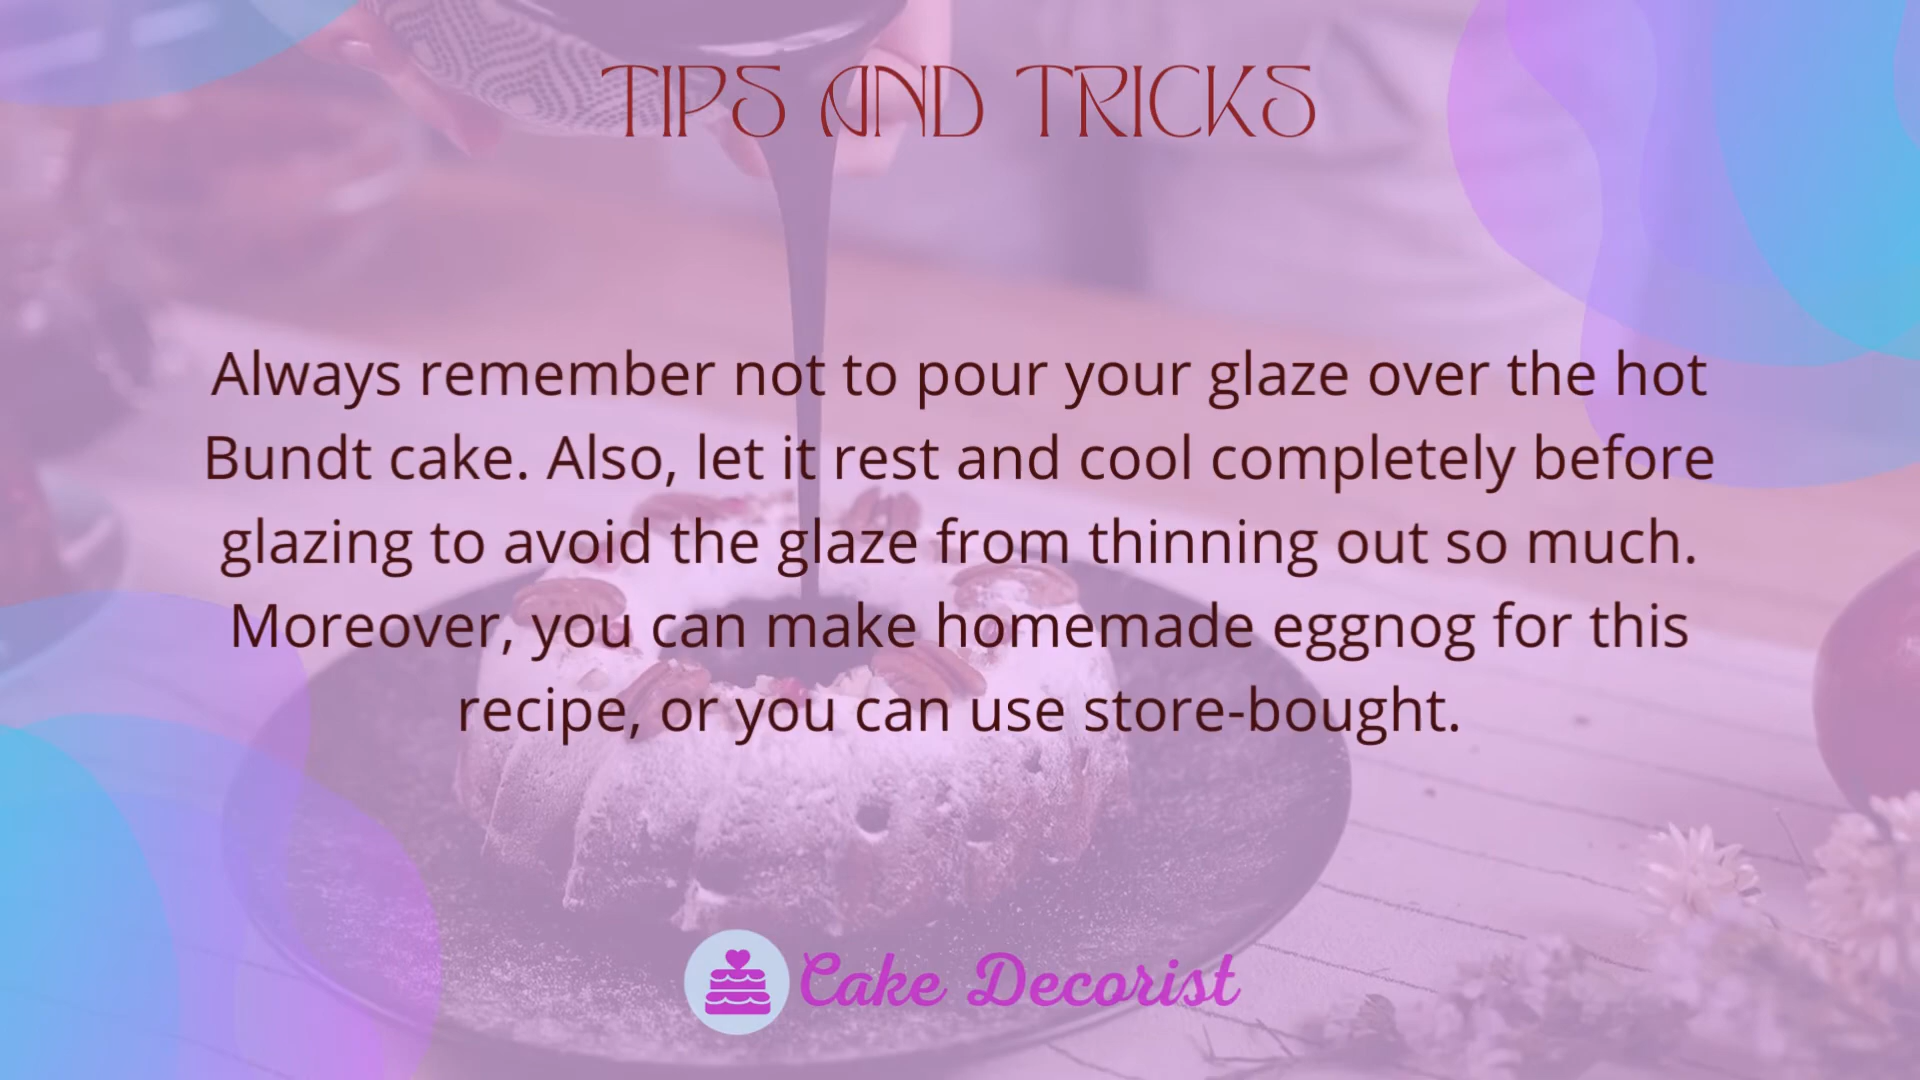 TIPS AND TRICKS
Always remember not to pour your glaze over the hot
Bundt cake. Also, let it rest and cool completely before
glazing to avoid the glaze from thinning out so much.
Moreover, you can make homemade eggnog for this
recipe, or you can use store-bought.
Cake Decorist